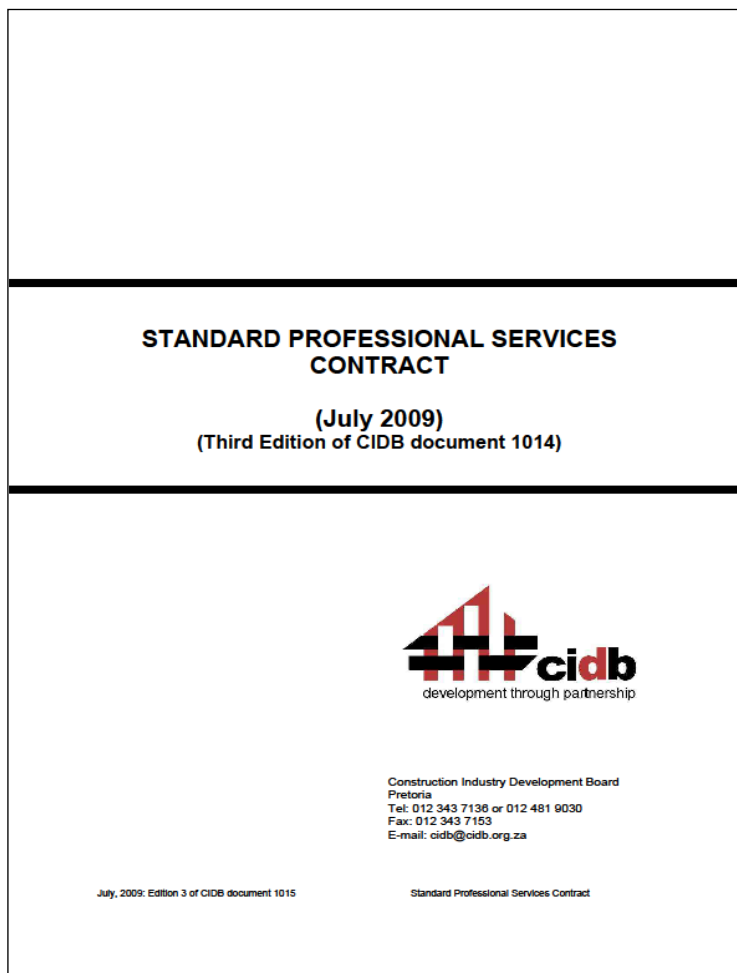 STANDARD PROFESSIONAL SERVICES
CONTRACT
(July 2009)
(Third Edition of CIDB document 1014)
cidb
development through partnership
Construction Industry Development Board
Pretoria
Tel: 012 343 7136 or 012 481 9030
Fax: 012 343 7153
E-mail: cidb@cidb.org.za
July, 2009: Edition 3 of CIDB document 1015 Standard Professional Services Contract